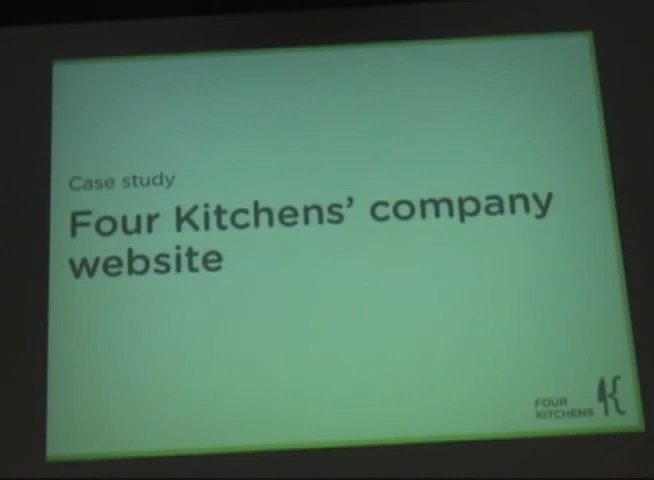 Case study
Four Kitchens’ company
website
FOUR
KITCHENS